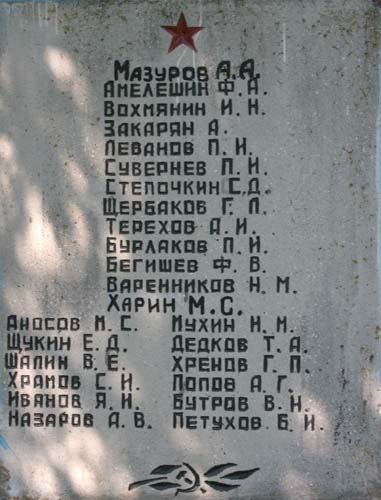 Мазуров А.А.
Амелешин Ф.А.
Вохмянин И.Н.
Закарян А.
Леванов П.И.
Сувернев П.И.
Степочкин С.Д.
Щербаков Г.Л.
Терехов А.И.
Бурлаков П.И.
Бегишев Ф.В.
Варенников Н.М.
Харин М.С.
Аносов И.С. Мухин Н.И.
Щукин Е.Д. Дедков Т.А.
Шалин В.Е. Хренов Г.П.
Храмов С.И. Попов А.Г.
Иванов Я.И. Бутров В.Н.
Назаров А.В. Петухов Б.И.